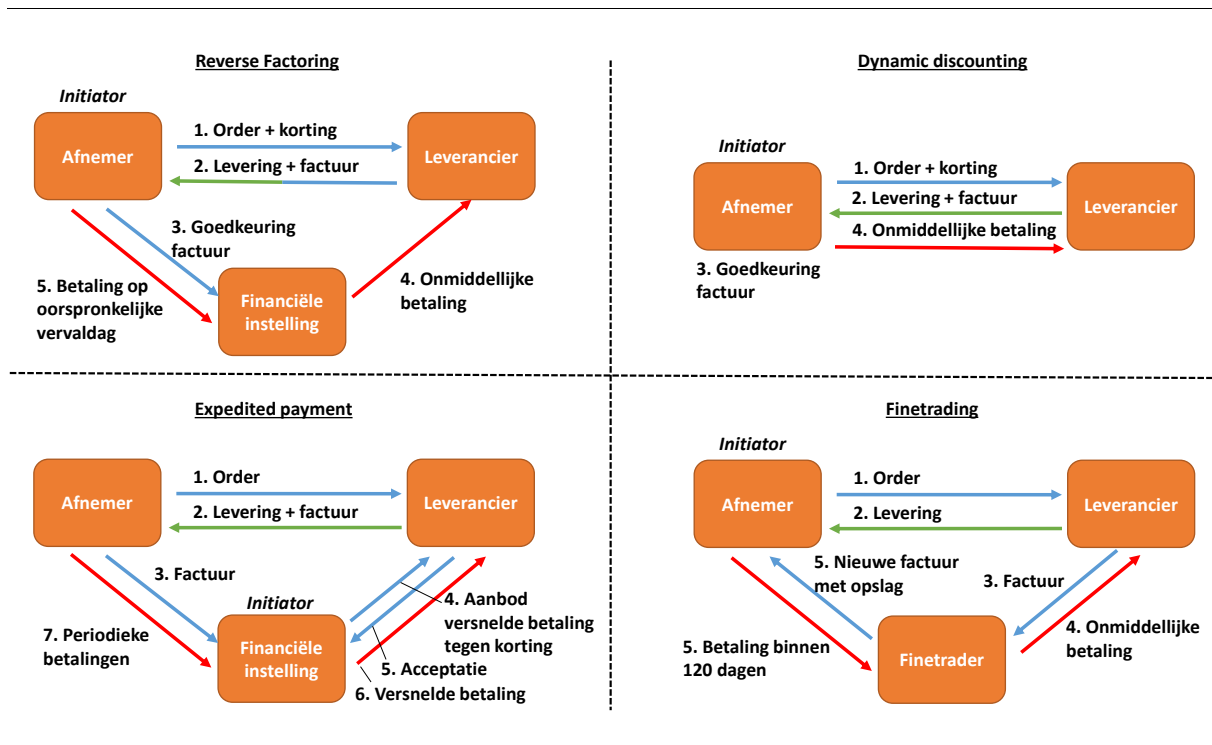 Reverse Factoring
Initiator
Afnemer
1. Order + korting
2. Levering + factuur
Leverancier
3. Goedkeuring
factuur
5. Betaling op
oorspronkelijke
vervaldag
Financiële
instelling
4. Onmiddellijke
betaling
Dynamic discounting
Initiator
Afnemer
1. Order + korting
2. Levering + factuur
4. Onmiddellijke betaling
Leverancier
3. Goedkeuring
factuur
Expedited payment
Afnemer
1. Order
2. Levering + factuur
Leverancier
3. Factuur
7. Periodieke
betalingen
Initiator
Financiële
instelling
4. Aanbod
versnelde betaling
tegen korting
5. Acceptatie
6. Versnelde betaling
Finetrading
Initiator
Afnemer
1. Order
2. Levering
Leverancier
5. Nieuwe factuur
met opslag
3. Factuur
5. Betaling binnen
120 dagen
Finetrader
4. Onmiddellijke
betaling